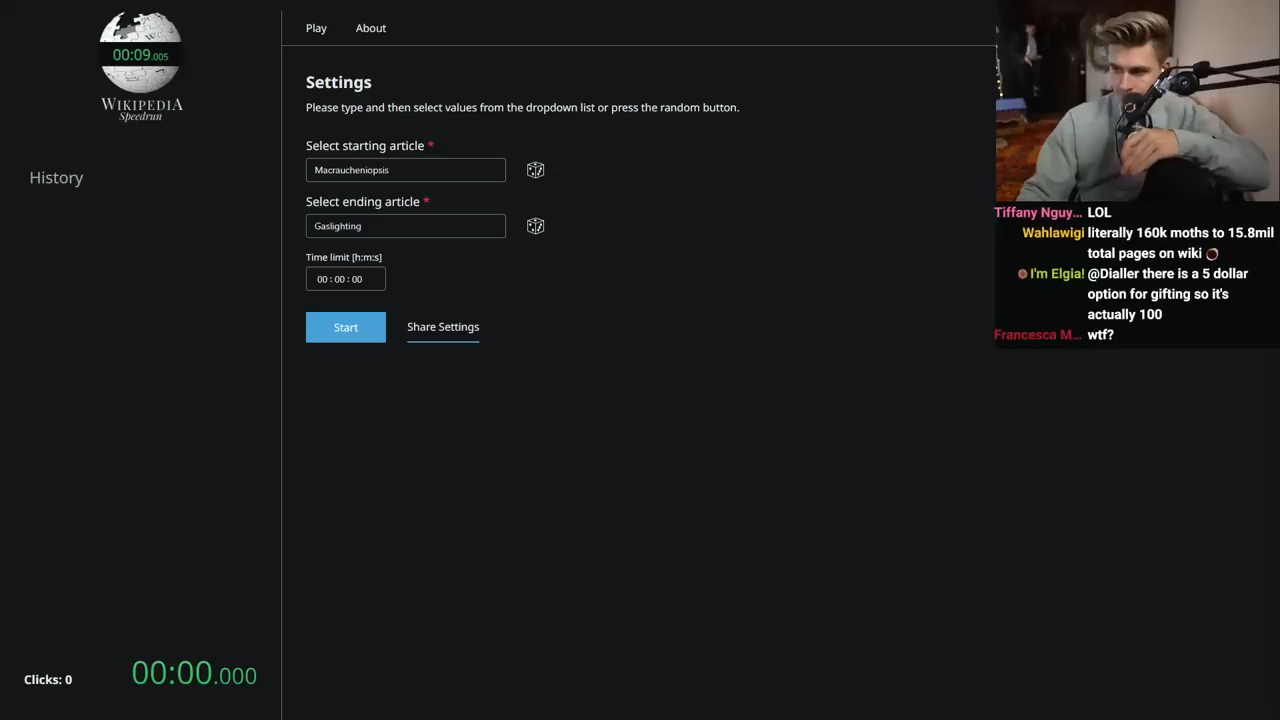 00:09.005
WIKIPEDIA
Speedrun
History
Clicks: 0
00:00.000
Play
About
Settings
Please type and then select values from the dropdown list or press the random button.
Select starting article *
Macraucheniopsis
Select ending article *
Gaslighting
Time limit [h:m:s]
00 : 00 : 00
Start
Share Settings
Tiffany Nguy... LOL
Wahlawigi literally 160k moths to 15.8mil
total pages on wiki
I'm Elgia! @Dialler there is a 5 dollar
option for gifting so it's
actually 100
Francesca M... wtf?